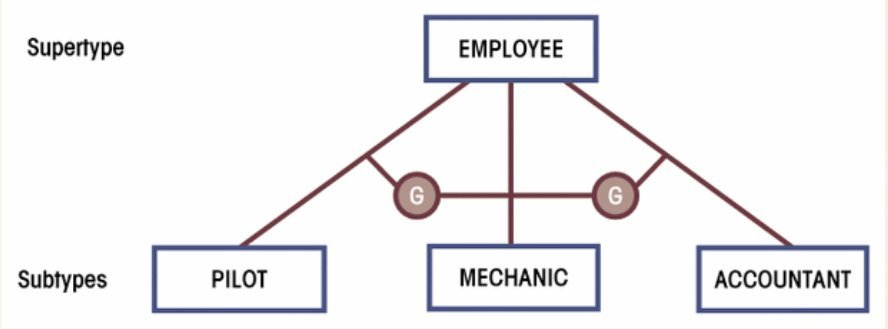 Supertype
EMPLOYEE
G
G
Subtypes
PILOT
MECHANIC
ACCOUNTANT